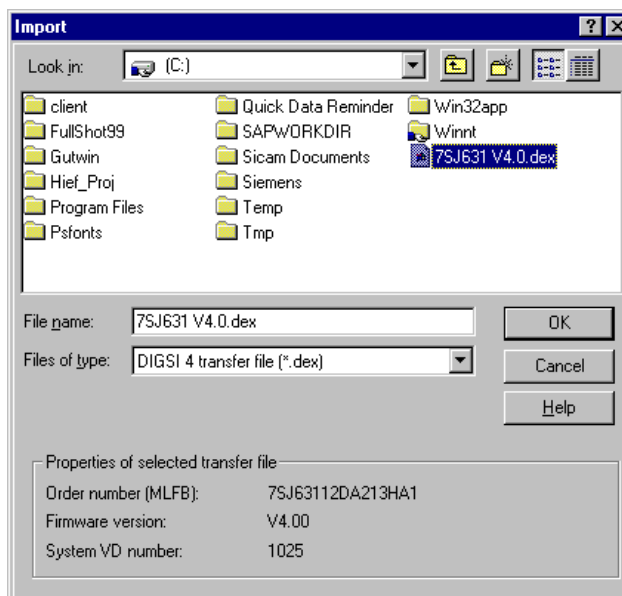 Import
Look in: (C:)
client Quick Data Reminder Win32app
FullShot99 SAPWORKDIR Winnt
Gutwin Sicam Documents 7SJ631 V4.0.dex
Hief_Proj Siemens
Program Files Temp
Psfonts Tmp
File name: 7SJ631 V4.0.dex OK
Files of type: DIGSI 4 transfer file (*.dex) Cancel
Help
Properties of selected transfer file
Order number (MLFB): 7SJ63112DA213HA1
Firmware version: V4.00
System VD number: 1025